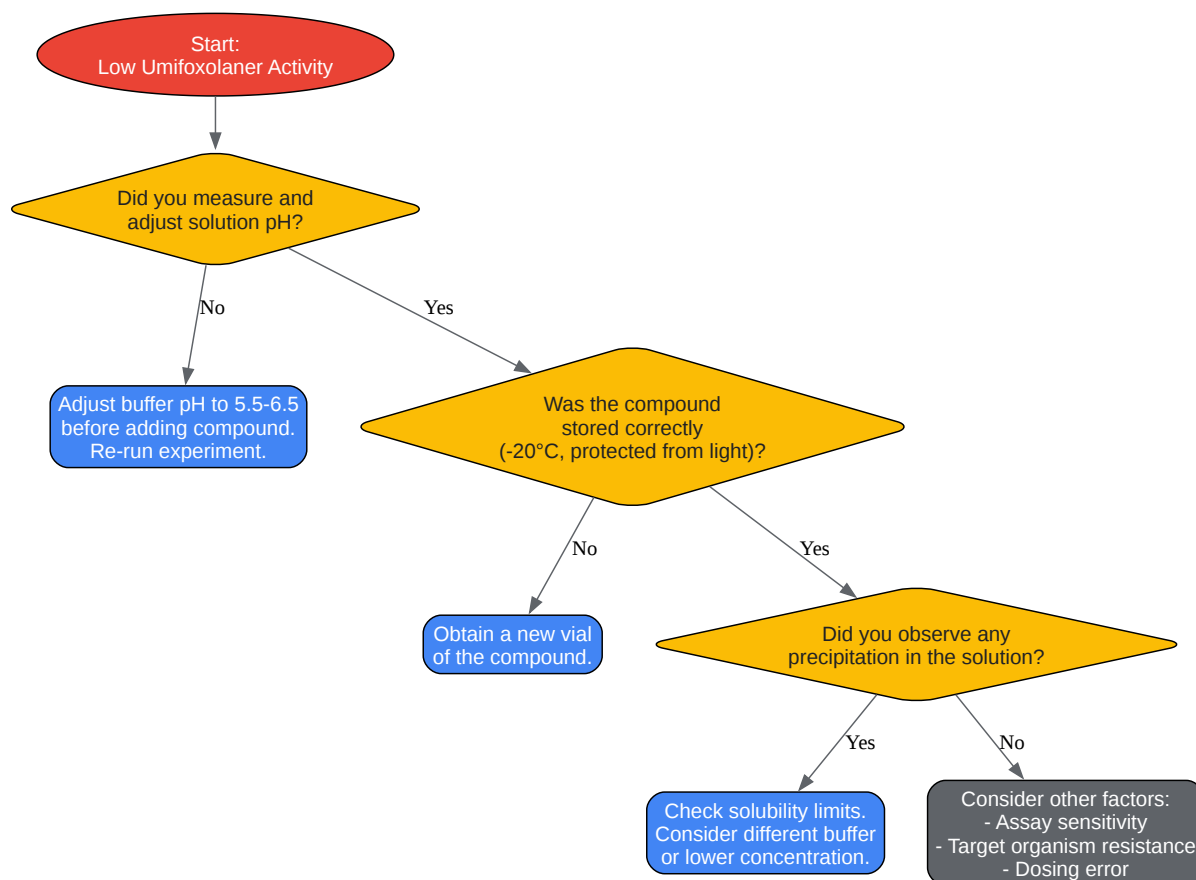 Start:
Low Umifoxolaner Activity
Did you measure and
adjust solution pH?
No
Yes
Adjust buffer pH to 5.5-6.5
before adding compound.
Re-run experiment.
Was the compound
stored correctly
(-20°C, protected from light)?
No
Yes
Obtain a new vial
of the compound.
Did you observe any
precipitation in the solution?
Yes
No
Check solubility limits.
Consider different buffer
or lower concentration.
Consider other factors:
- Assay sensitivity
- Target organism resistance
- Dosing error